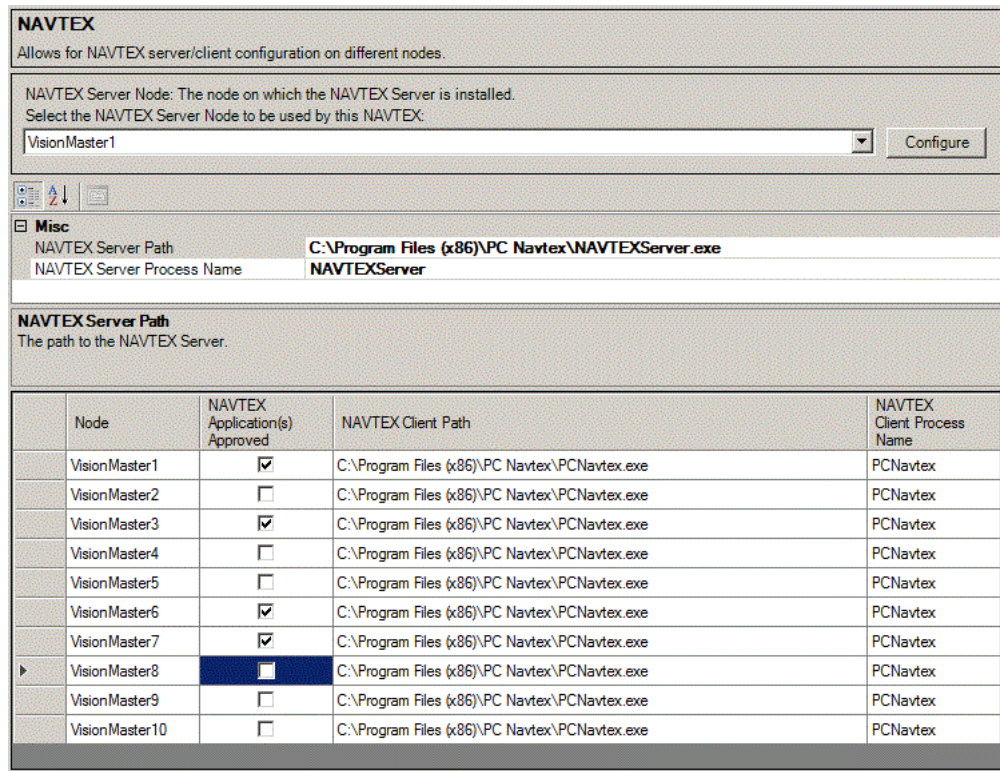 NAVTEX
Allows for NAVTEX server/client configuration on different nodes.
NAVTEX Server Node: The node on which the NAVTEX Server is installed.
Select the NAVTEX Server Node to be used by this NAVTEX:
VisionMaster1 Configure
Misc
NAVTEX Server Path C:\Program Files (x86)\PC Navtex\NAVTEXServer.exe
NAVTEX Server Process Name NAVTEXServer
NAVTEX Server Path
The path to the NAVTEX Server.
Node NAVTEX Application(s) Approved NAVTEX Client Path NAVTEX Client Process Name
VisionMaster1 C:\Program Files (x86)\PC Navtex\PCNavtex.exe PCNavtex
VisionMaster2 C:\Program Files (x86)\PC Navtex\PCNavtex.exe PCNavtex
VisionMaster3 C:\Program Files (x86)\PC Navtex\PCNavtex.exe PCNavtex
VisionMaster4 C:\Program Files (x86)\PC Navtex\PCNavtex.exe PCNavtex
VisionMaster5 C:\Program Files (x86)\PC Navtex\PCNavtex.exe PCNavtex
VisionMaster6 C:\Program Files (x86)\PC Navtex\PCNavtex.exe PCNavtex
VisionMaster7 C:\Program Files (x86)\PC Navtex\PCNavtex.exe PCNavtex
VisionMaster8 C:\Program Files (x86)\PC Navtex\PCNavtex.exe PCNavtex
VisionMaster9 C:\Program Files (x86)\PC Navtex\PCNavtex.exe PCNavtex
VisionMaster10 C:\Program Files (x86)\PC Navtex\PCNavtex.exe PCNavtex